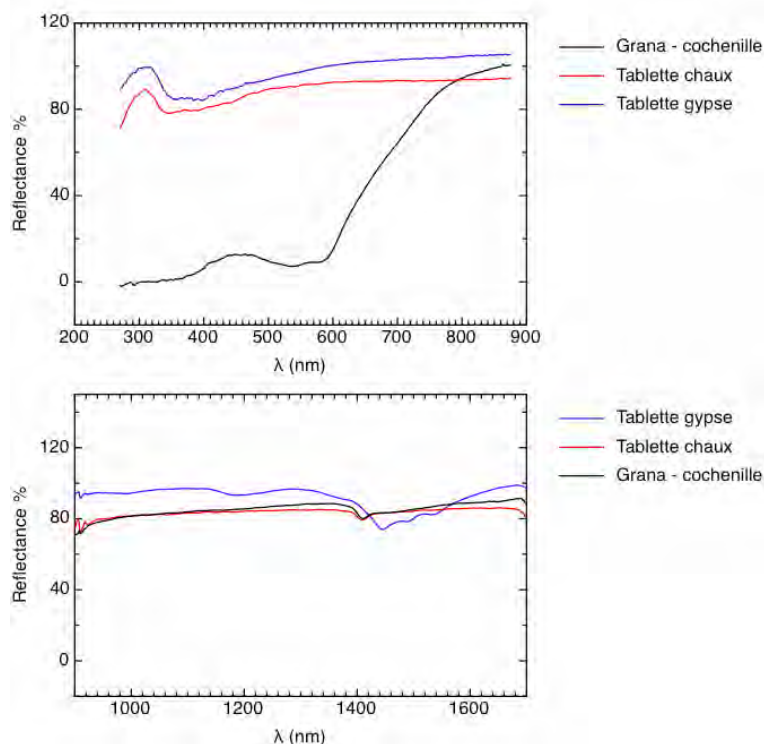 120
80
40
0
Reflectance %
200 300 400 500 600 700 800 900
λ (nm)
Grana - cochenille
Tablette chaux
Tablette gypse
120
80
40
0
Reflectance %
1000 1200 1400 1600
λ (nm)
Tablette gypse
Tablette chaux
Grana - cochenille